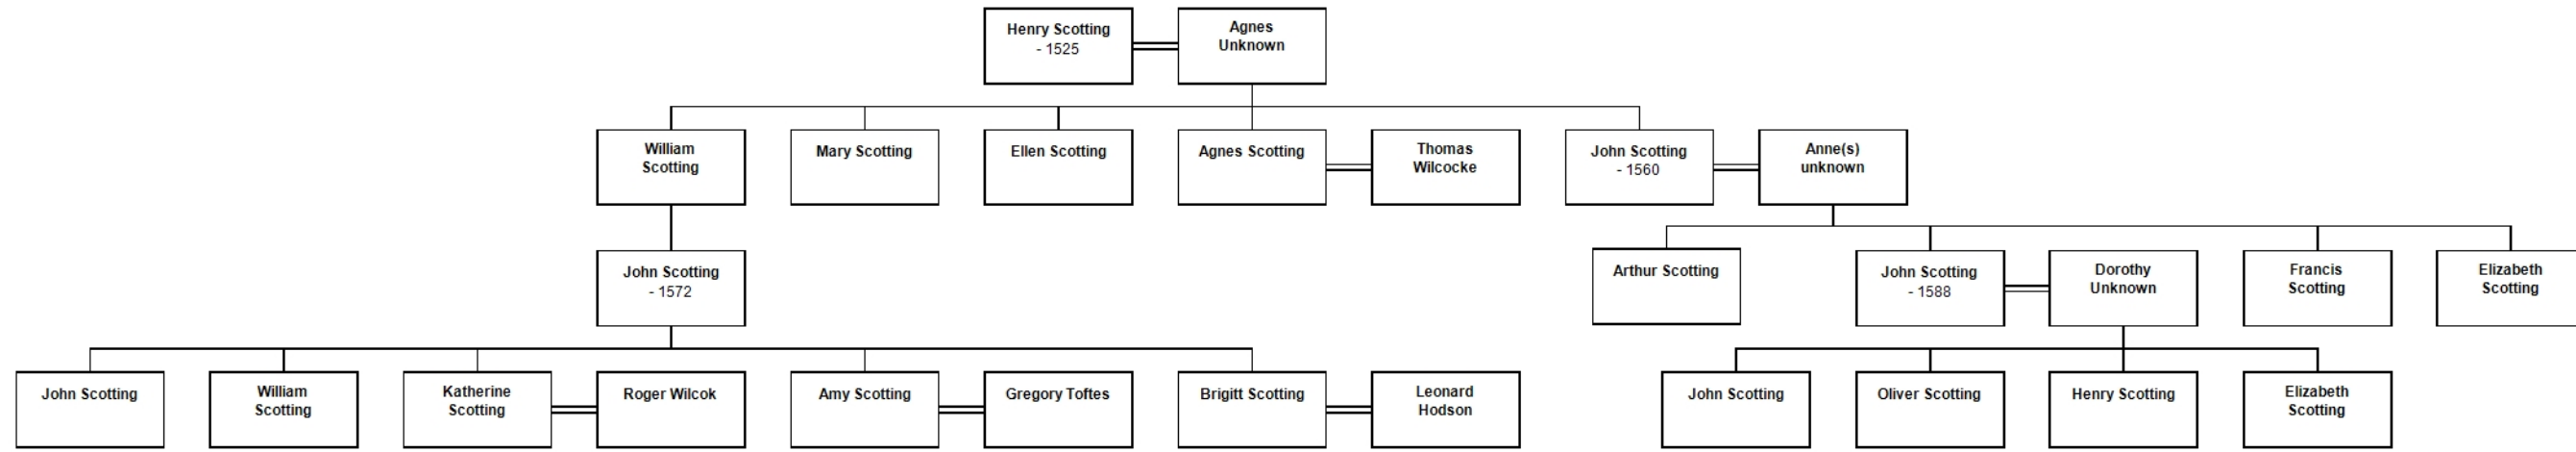 Henry Scotting
- 1525
Agnes
Unknown
William
Scotting
Mary Scotting
Ellen Scotting
Agnes Scotting
Thomas
Wilcocke
John Scotting
- 1560
Anne(s)
unknown
John Scotting
- 1572
Arthur Scotting
John Scotting
- 1588
Dorothy
Unknown
Francis
Scotting
Elizabeth
Scotting
John Scotting
William
Scotting
Katherine
Scotting
Roger Wilcok
Amy Scotting
Gregory Toftes
Brigitt Scotting
Leonard
Hodson
John Scotting
Oliver Scotting
Henry Scotting
Elizabeth
Scotting